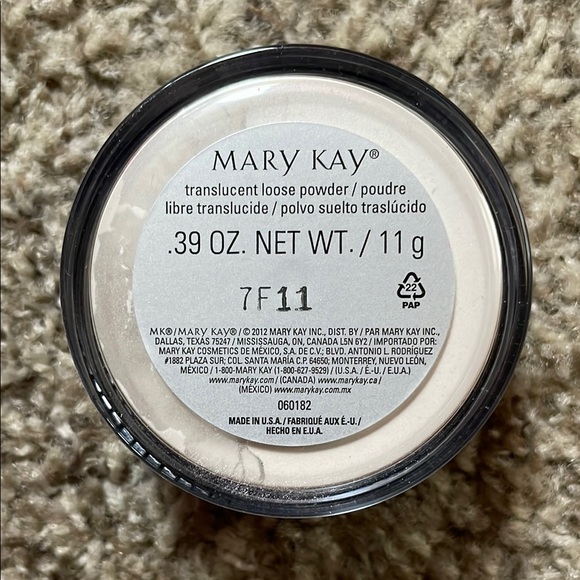 MARY KAY®
translucent loose powder / poudre
libre translucide / polvo suelto traslúcido
.39 OZ. NET WT. / 11 g
7F11
22
PAP
MK®/MARY KAY®/ © 2012 MARY KAY INC., DIST. BY / PAR MARY KAY INC.,
DALLAS, TEXAS 75247 / MISSISSAUGA, ON, CANADA L5N 6Y2 / IMPORTADO POR:
MARY KAY COSMETICS DE MÉXICO, S.A. DE C.V.; BLVD. ANTONIO L. RODRÍGUEZ
#1882 PLAZA SUR; COL. SANTA MARÍA C.P. 64650; MONTERREY, NUEVO LEÓN,
MÉXICO / 1-800-MARY KAY (1-800-627-9529) / (U.S.A. / É.-U. / E.U.A.)
www.marykay.com / (CANADA) www.marykay.ca /
(MÉXICO) www.marykay.com.mx
060182
MADE IN U.S.A. / FABRIQUÉ AUX É.-U. /
HECHO EN E.U.A.